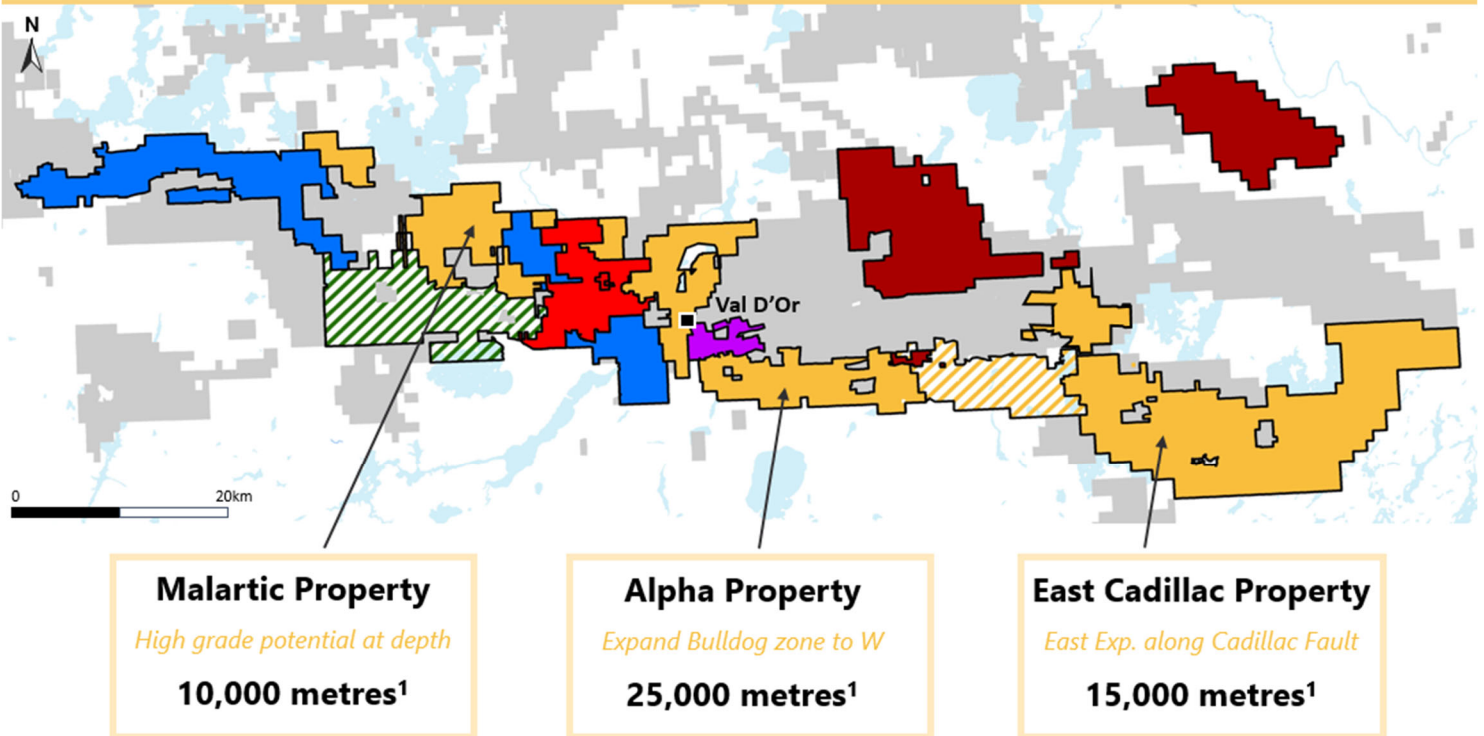 N
Val D'Or
0 20km
Malartic Property
High grade potential at depth
10,000 metres¹
Alpha Property
Expand Bulldog zone to W
25,000 metres¹
East Cadillac Property
East Exp. along Cadillac Fault
15,000 metres¹